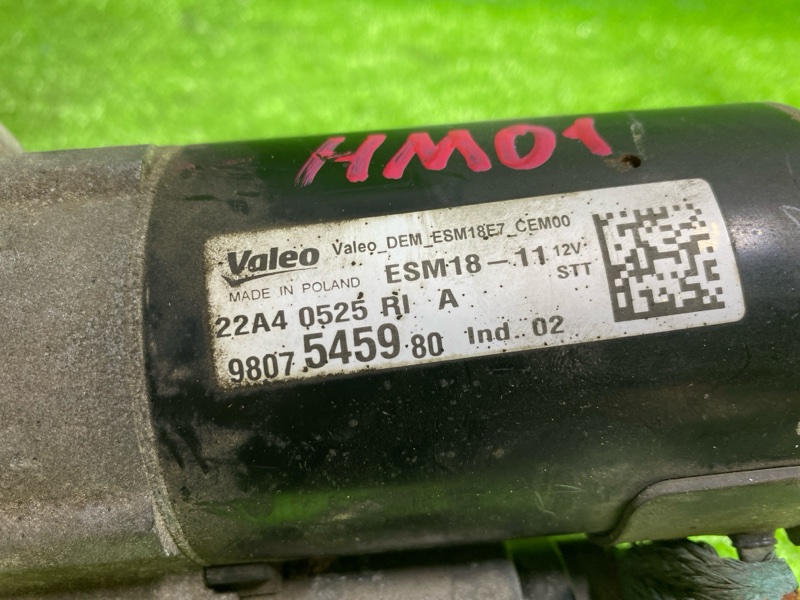 HM01
Valeo Valeo_DEM_ESM18E7_CEM00
MADE IN POLAND ESM18-11 12V
STT
22A4 0525 RI A
9807 5459 80 Ind 02